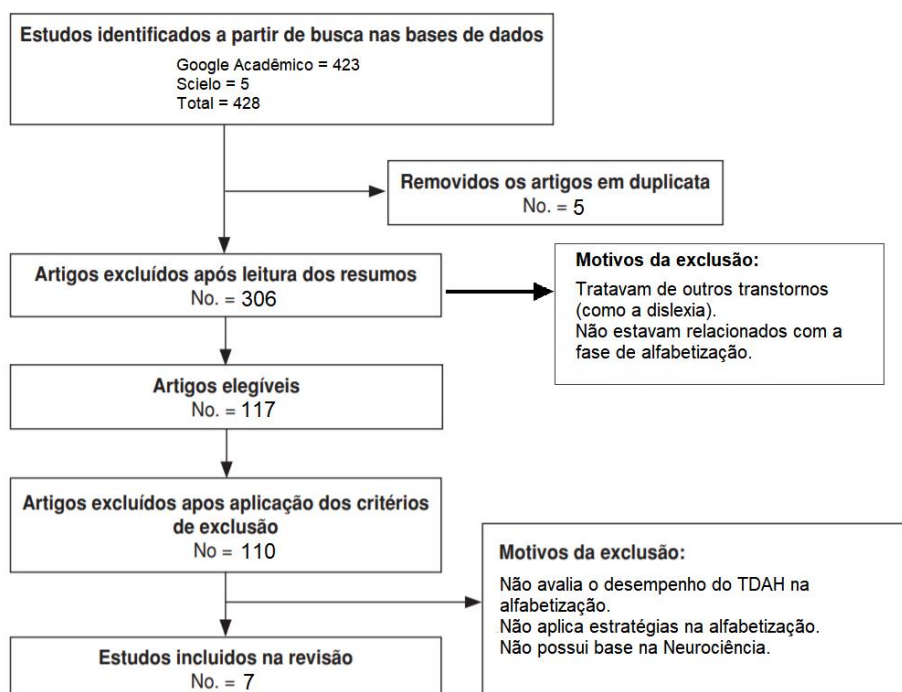 Estudos identificados a partir de busca nas bases de dados
Google Acadêmico = 423
Scielo = 5
Total = 428
Removidos os artigos em duplicata
No. = 5
Artigos excluídos após leitura dos resumos
No. = 306
Motivos da exclusão:
Tratavam de outros transtornos
(como a dislexia).
Não estavam relacionados com a
fase de alfabetização.
Artigos elegíveis
No. = 117
Artigos excluídos apos aplicação dos critérios
de exclusão
No = 110
Motivos da exclusão:
Não avalia o desempenho do TDAH na
alfabetização.
Não aplica estratégias na alfabetização.
Não possui base na Neurociência.
Estudos incluidos na revisão
No. = 7